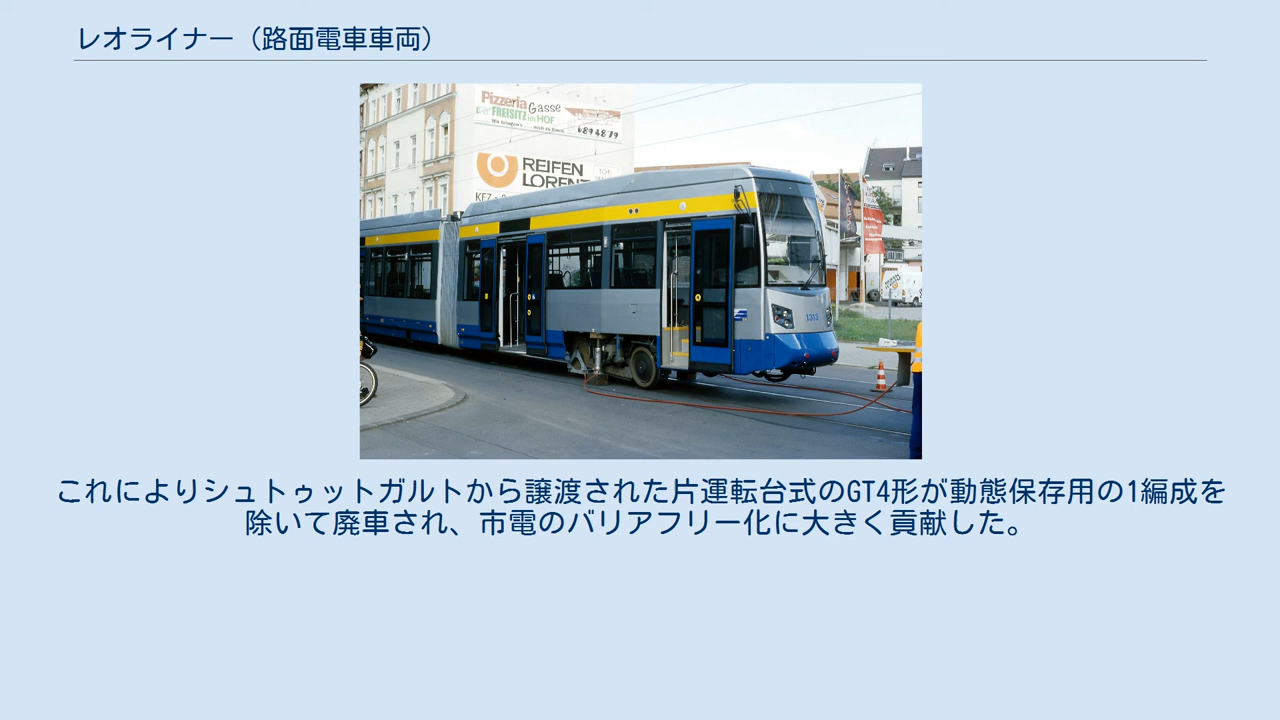 レオライナー（路面電車車両）
Pizzeria Gasse
FREISITZ im HOF
6894879
REIFEN
LORENZ
KFZ
1313
これによりシュトゥットガルトから譲渡された片運転台式のGT4形が動態保存用の1編成を
除いて廃車され、市電のバリアフリー化に大きく貢献した。